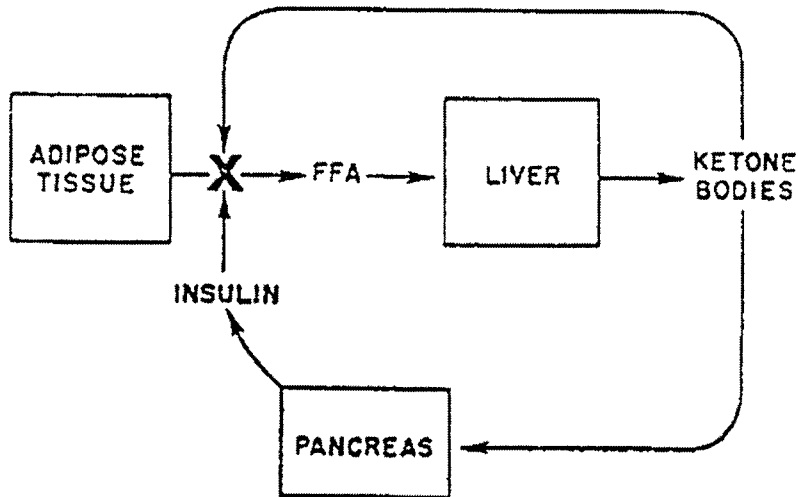 ADIPOSE
TISSUE
X
FFA
LIVER
KETONE
BODIES
INSULIN
PANCREAS